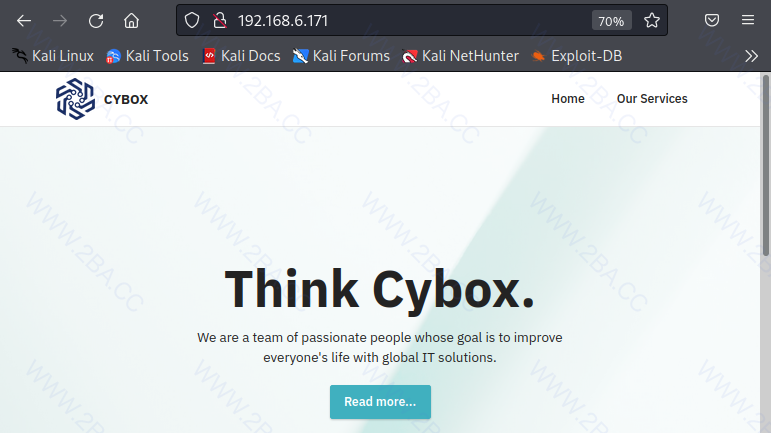 192.168.6.171
70%
Kali Linux Kali Tools Kali Docs Kali Forums Kali NetHunter Exploit-DB
CYBOX Home Our Services
Think Cybox.
We are a team of passionate people whose goal is to improve
everyone's life with global IT solutions.
Read more...
WWW.2BA.CC